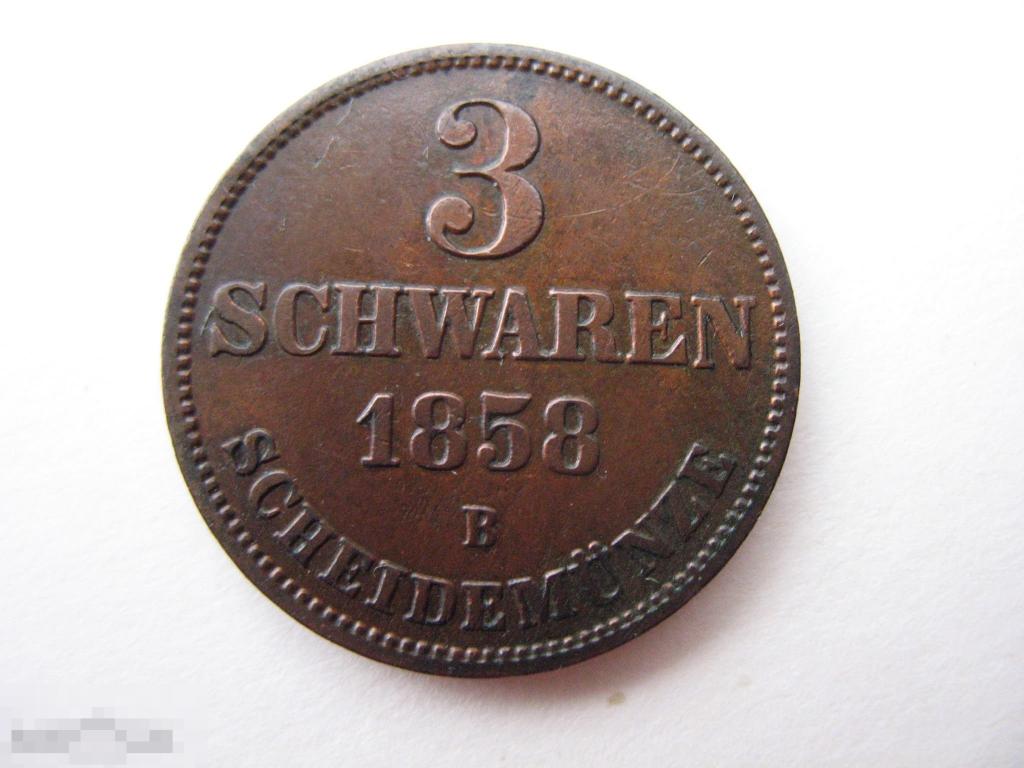 3
SCHWAREN
1858
B
SCHEIDEMÜNZE